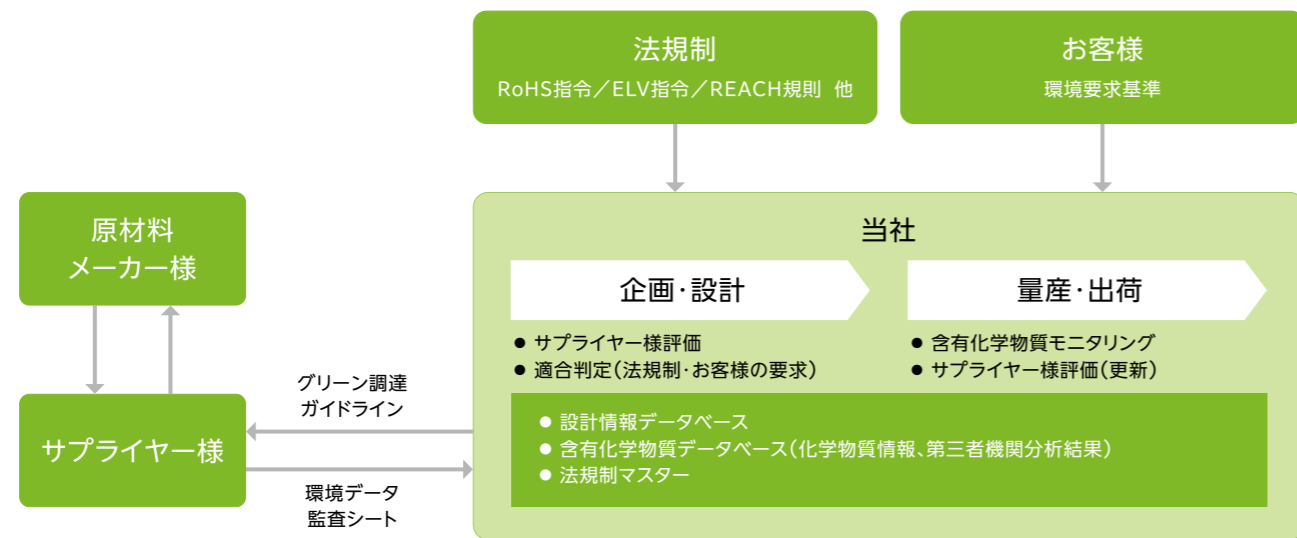 法規制
RoHS指令／ELV指令／REACH規則 他
お客様
環境要求基準
原材料
メーカー様
サプライヤー様
グリーン調達
ガイドライン
環境データ
監査シート
当社
企画・設計
● サプライヤー様評価
● 適合判定(法規制・お客様の要求)
量産・出荷
● 含有化学物質モニタリング
● サプライヤー様評価(更新)
● 設計情報データベース
● 含有化学物質データベース(化学物質情報、第三者機関分析結果)
● 法規制マスター